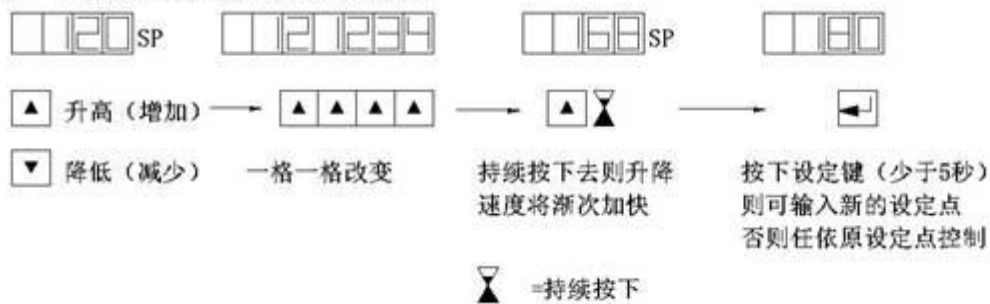 120 SP
12 1234
168 SP
180
▲ 升高（增加）
▲ ▲ ▲ ▲
▲
▼ 降低（减少）
一格一格改变
持续按下去则升降
速度将渐次加快
按下设定键（少于5秒）
则可输入新的设定点
否则任依原设定点控制
=持续按下